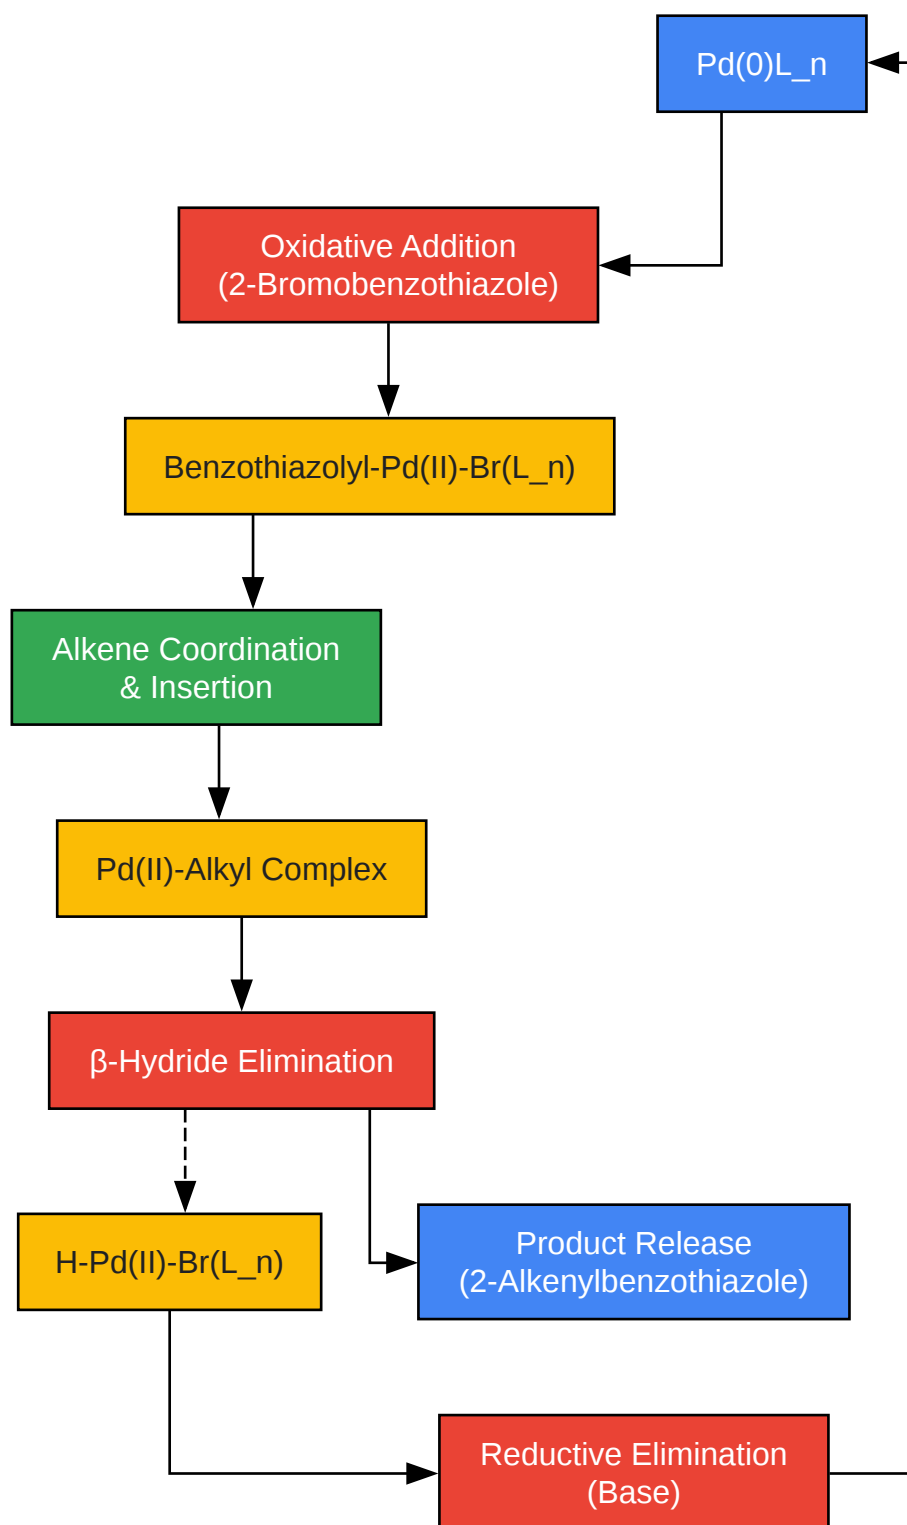 Pd(0)L_n
Oxidative Addition
(2-Bromobenzothiazole)
Benzothiazolyl-Pd(II)-Br(L_n)
Alkene Coordination
& Insertion
Pd(II)-Alkyl Complex
β-Hydride Elimination
H-Pd(II)-Br(L_n)
Product Release
(2-Alkenylbenzothiazole)
Reductive Elimination
(Base)